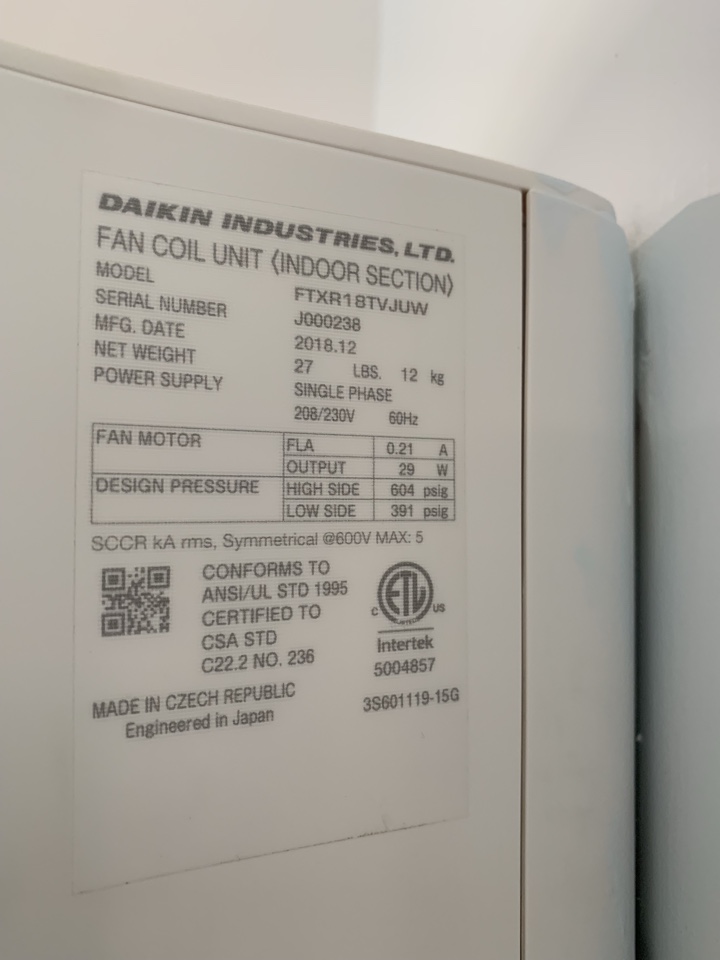 DAIKIN INDUSTRIES, LTD.
FAN COIL UNIT (INDOOR SECTION)
MODEL FTXR18TVJUW
SERIAL NUMBER J000238
MFG. DATE 2018.12
NET WEIGHT 27 LBS. 12 kg
POWER SUPPLY SINGLE PHASE
208/230V 60Hz
FAN MOTOR FLA 0.21 A
OUTPUT 29 W
DESIGN PRESSURE HIGH SIDE 604 psig
LOW SIDE 391 psig
SCCR kA rms, Symmetrical @600V MAX: 5
CONFORMS TO
ANSI/UL STD 1995
CERTIFIED TO
CSA STD
C22.2 NO. 236
ETL
C US
Intertek
5004857
MADE IN CZECH REPUBLIC
Engineered in Japan
3S601119-15G